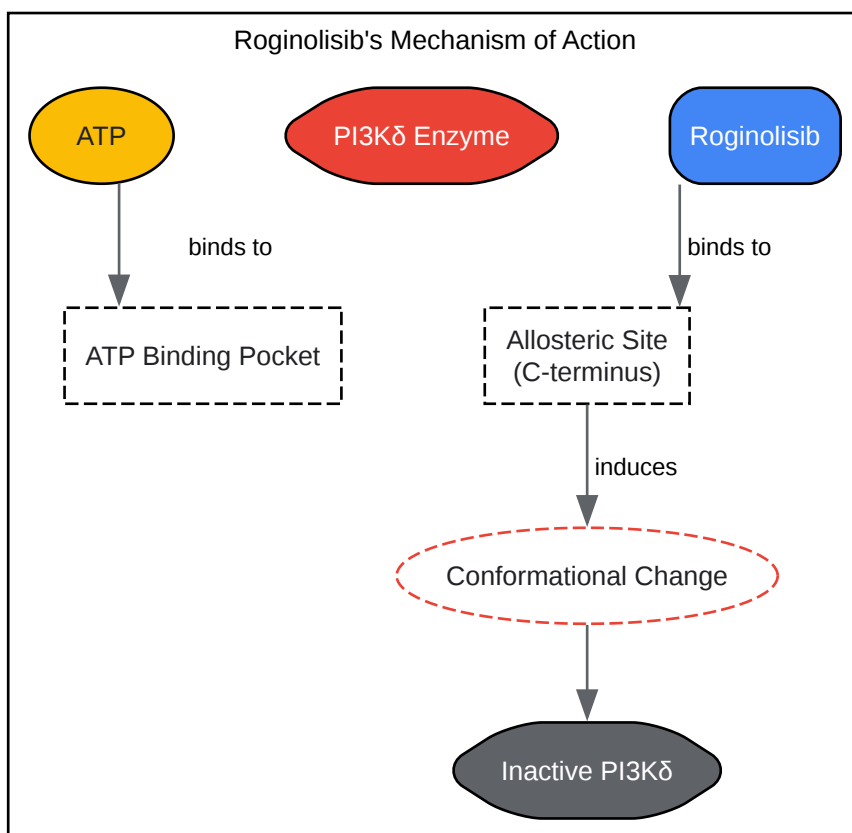 Roginolisib's Mechanism of Action
ATP
PI3Kδ Enzyme
Roginolisib
binds to
binds to
ATP Binding Pocket
Allosteric Site
(C-terminus)
induces
Conformational Change
Inactive PI3Kδ